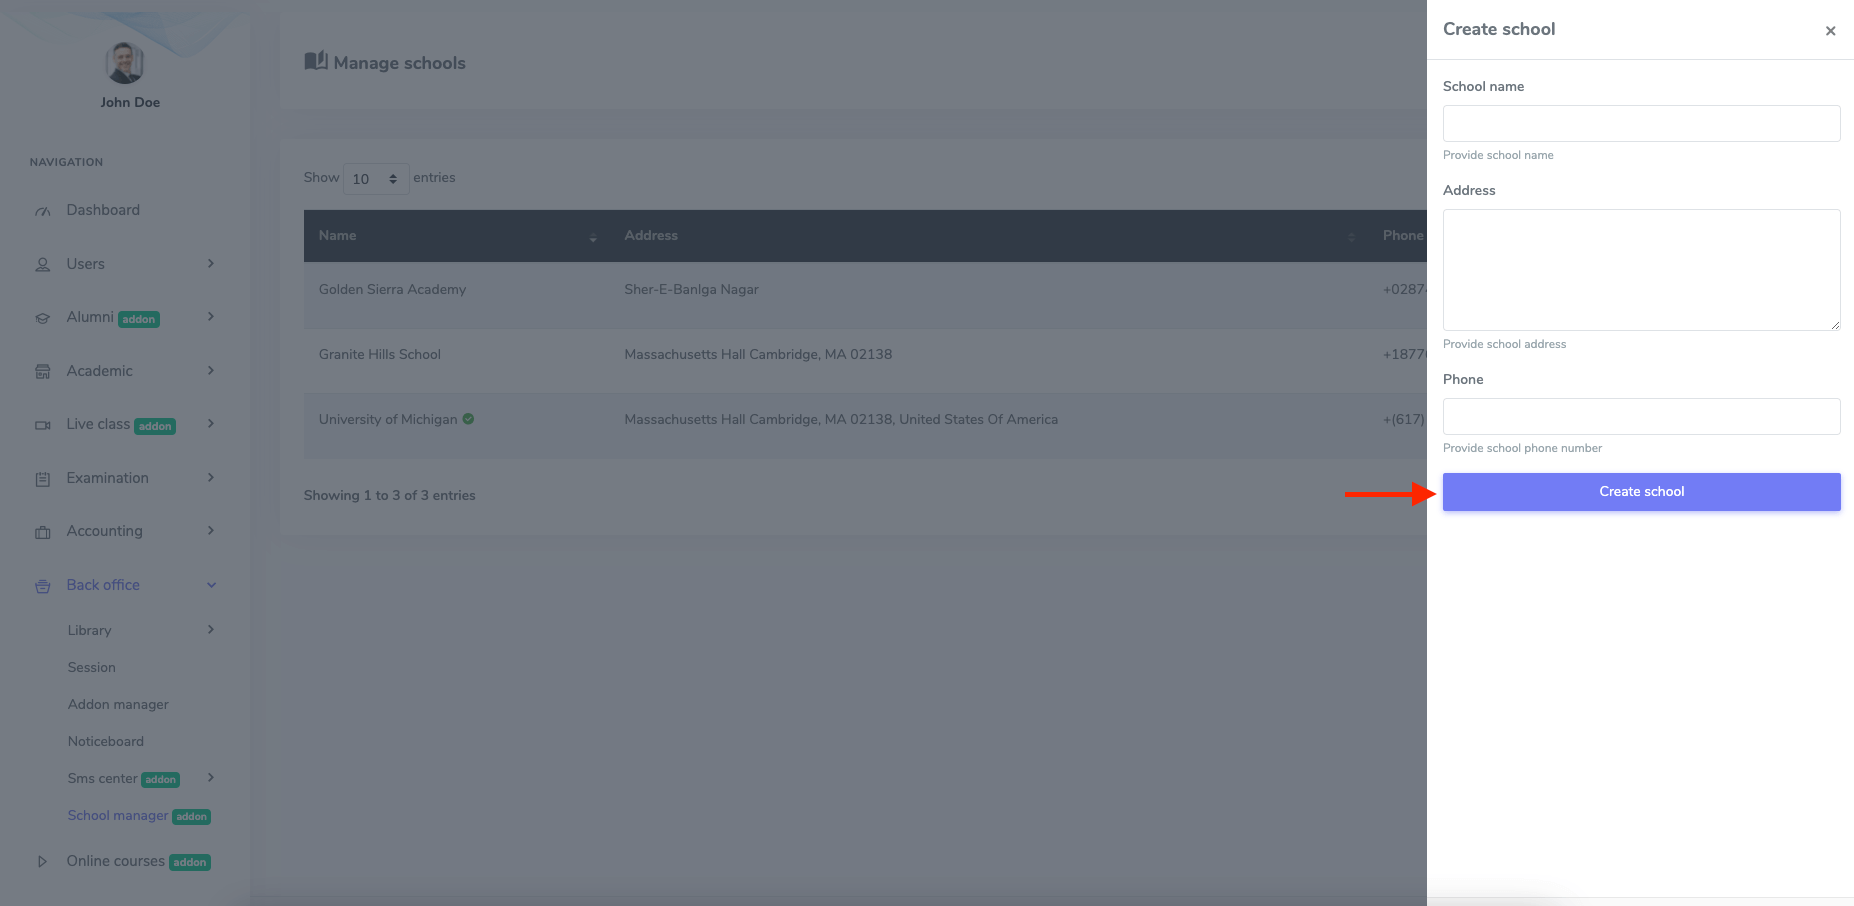 John Doe
NAVIGATION
Dashboard
Users
Alumni addon
Academic
Live class addon
Examination
Accounting
Back office
Library
Session
Addon manager
Noticeboard
Sms center addon
School manager addon
Online courses addon
Manage schools
Show 10 entries
Name Address Phone
Golden Sierra Academy Sher-E-Banlga Nagar +0287
Granite Hills School Massachusetts Hall Cambridge, MA 02138 +1877
University of Michigan Massachusetts Hall Cambridge, MA 02138, United States Of America +(617)
Showing 1 to 3 of 3 entries
Create school ×
School name
Provide school name
Address
Provide school address
Phone
Provide school phone number
Create school